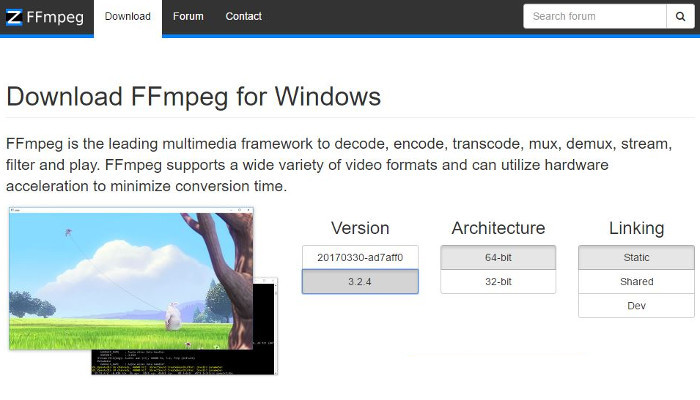 FFmpeg Download Forum Contact Search forum
Download FFmpeg for Windows
FFmpeg is the leading multimedia framework to decode, encode, transcode, mux, demux, stream,
filter and play. FFmpeg supports a wide variety of video formats and can utilize hardware
acceleration to minimize conversion time.
Version Architecture Linking
20170330-ad7aff0 64-bit Static
3.2.4 32-bit Shared
Dev